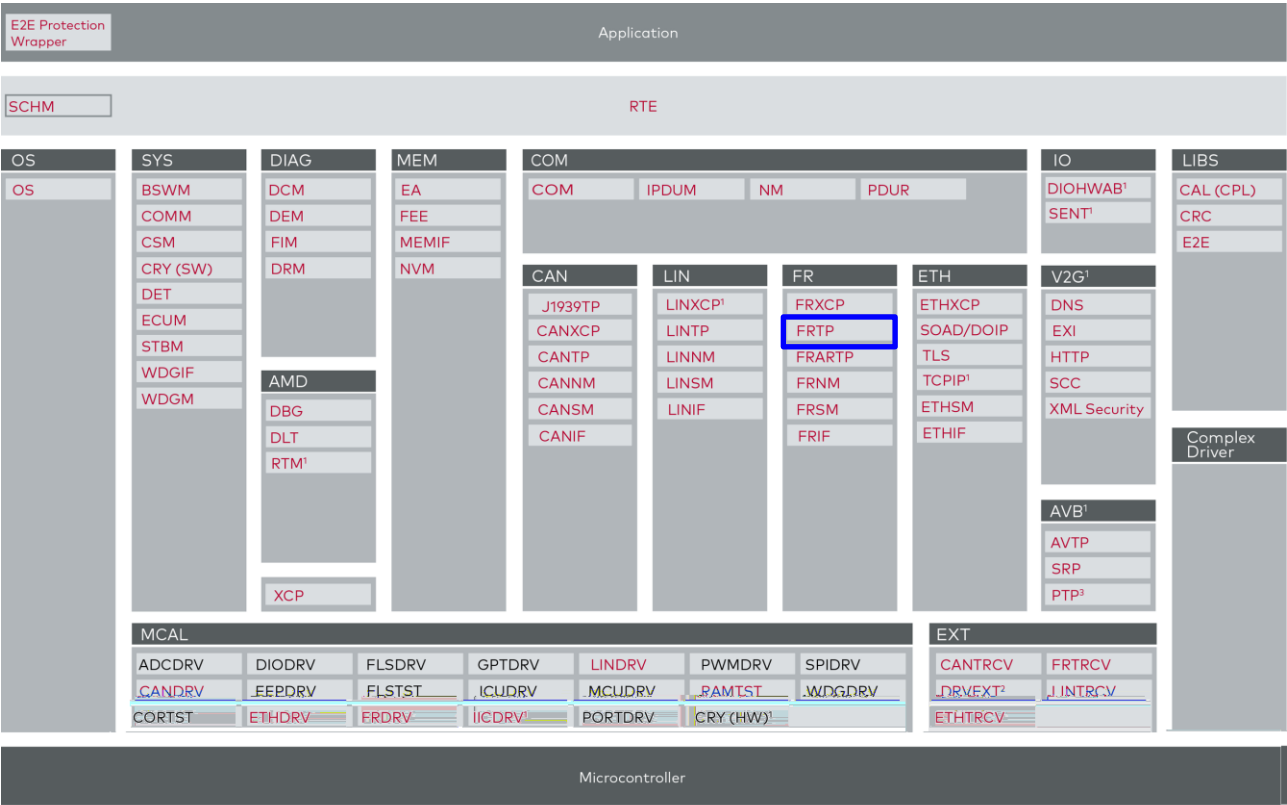 E2E Protection
Wrapper
Application
SCHM
RTE
OS
OS
SYS
BSWM
COMM
CSM
CRY (SW)
DET
ECUM
STBM
WDGIF
WDGM
DIAG
DCM
DEM
FIM
DRM
AMD
DBG
DLT
RTM¹
XCP
MEM
EA
FEE
MEMIF
NVM
COM
COM IPDUM NM PDUR
CAN
J1939TP
CANXCP
CANTP
CANNM
CANSM
CANIF
LIN
LINXCP¹
LINTP
LINNM
LINSM
LINIF
FR
FRXCP
FRTP
FRARTP
FRNM
FRSM
FRIF
ETH
ETHXCP
SOAD/DOIP
TLS
TCPIP¹
ETHSM
ETHIF
IO
DIOHWAB¹
SENT¹
V2G¹
DNS
EXI
HTTP
SCC
XML Security
AVB¹
AVTP
SRP
PTP³
LIBS
CAL (CPL)
CRC
E2E
Complex
Driver
MCAL
ADCDRV DIODRV FLSDRV GPTDRV LINDRV PWMDRV SPIDRV
CANDRV EEPDRV FLSTST ICUDRV MCUDRV RAMTST WDGDRV
CORTST ETHDRV FRDRV IICDRV¹ PORTDRV CRY (HW)¹
EXT
CANTRCV FRTRCV
DRVEXT² LINTRCV
ETHTRCV
Microcontroller